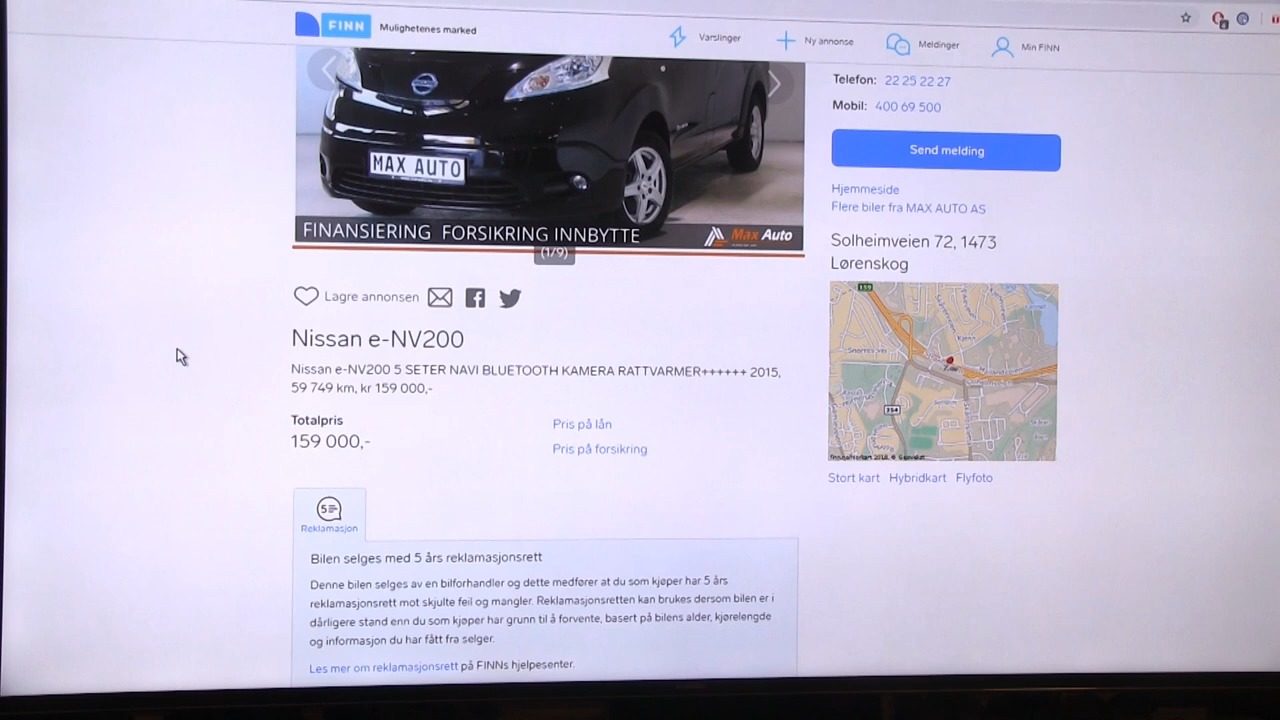 FINN
Mulighetenes marked
Varslinger
Ny annonse
Meldinger
Min FINN
MAX AUTO
FINANSIERING FORSIKRING INNBYTTE
Max Auto
(1/9)
Lagre annonsen
Nissan e-NV200
Nissan e-NV200 5 SETER NAVI BLUETOOTH KAMERA RATTVARMER++++++ 2015,
59 749 km, kr 159 000,-
Totalpris
159 000,-
Pris på lån
Pris på forsikring
5
Reklamasjon
Bilen selges med 5 års reklamasjonsrett
Denne bilen selges av en bilforhandler og dette medfører at du som kjøper har 5 års
reklamasjonsrett mot skjulte feil og mangler. Reklamasjonsretten kan brukes dersom bilen er i
dårligere stand enn du som kjøper har grunn til å forvente, basert på bilens alder, kjørelengde
og informasjon du har fått fra selger.
Les mer om reklamasjonsrett på FINNs hjelpesenter.
Telefon: 22 25 22 27
Mobil: 400 69 500
Send melding
Hjemmeside
Flere biler fra MAX AUTO AS
Solheimveien 72, 1473
Lørenskog
159
354
Stort kart Hybridkart Flyfoto